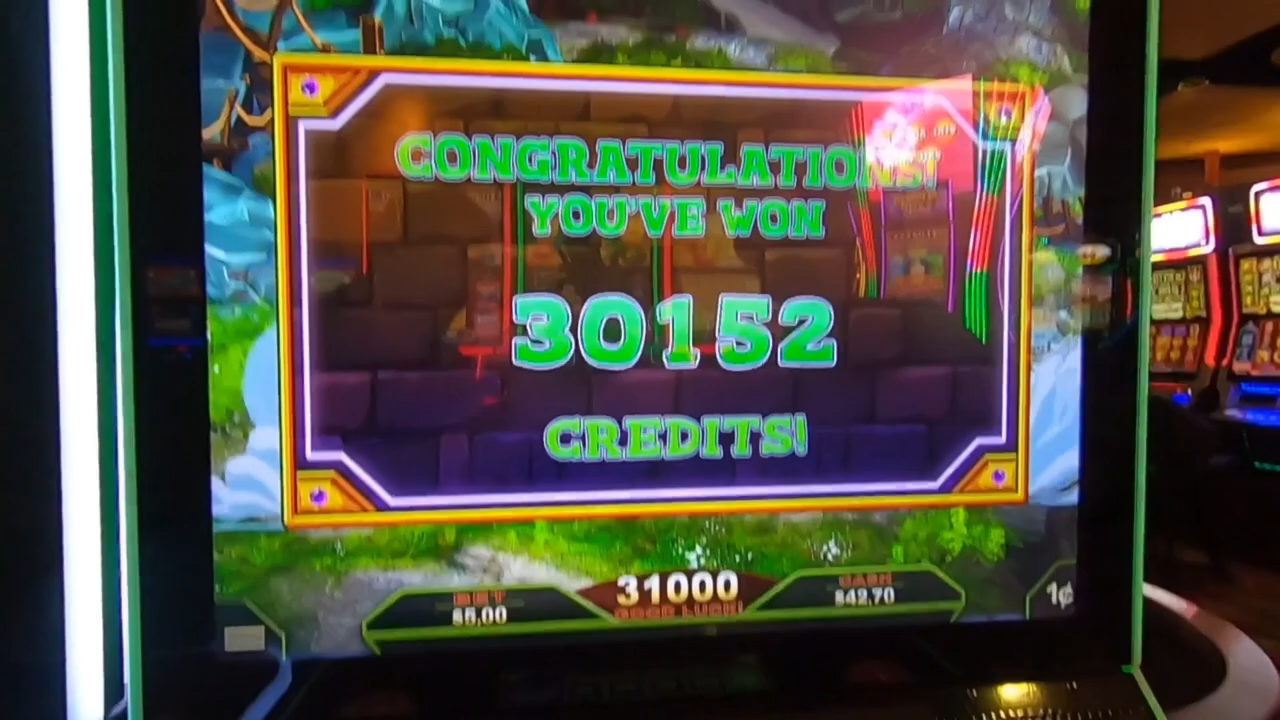 CONGRATULATIONS!
YOU'VE WON
30152
CREDITS!
BET
$5.00
31000
GOOD LUCK!
CASH
$42.70
1¢